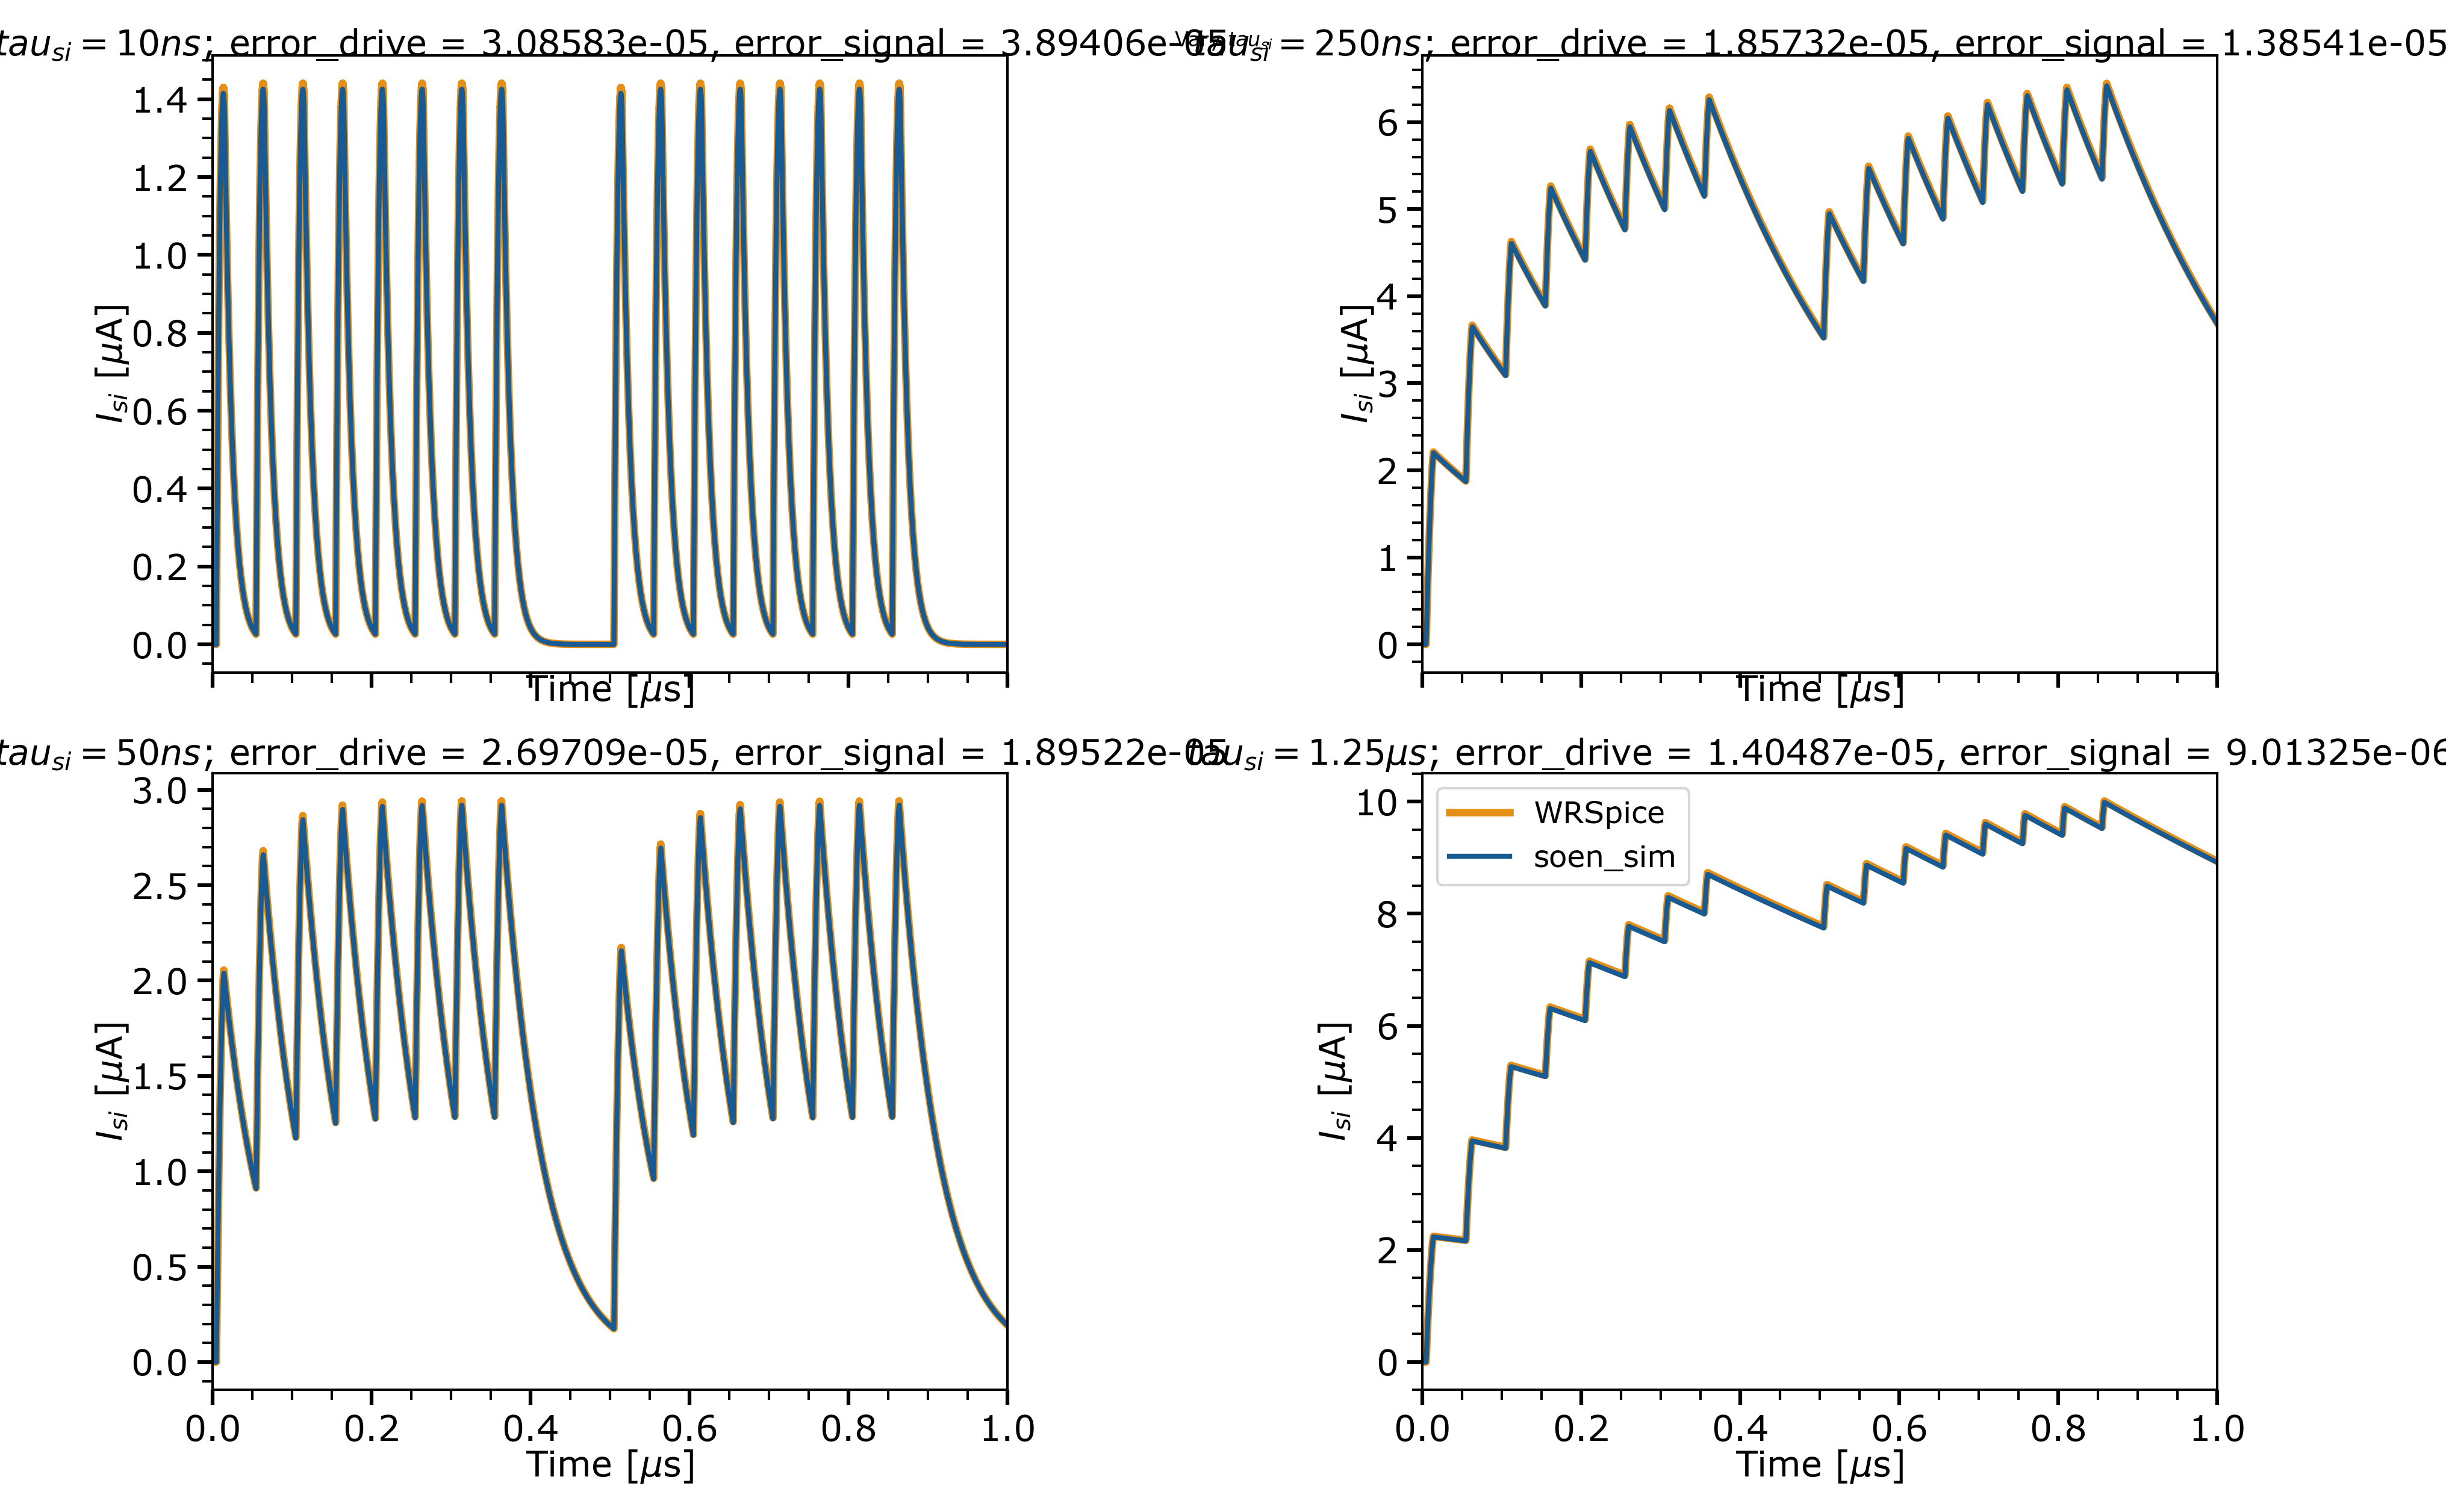 tau_si = 10ns; error_drive = 3.08583e-05, error_signal = 3.89406e-05
tau_si = 250ns; error_drive = 1.85732e-05, error_signal = 1.38541e-05
1.4
1.2
1.0
0.8
0.6
0.4
0.2
0.0
I_si [μA]
Time [μs]
6
5
4
3
2
1
0
I_si [μA]
Time [μs]
tau_si = 50ns; error_drive = 2.69709e-05, error_signal = 1.89522e-05
tau_si = 1.25μs; error_drive = 1.40487e-05, error_signal = 9.01325e-06
3.0
2.5
2.0
1.5
1.0
0.5
0.0
I_si [μA]
0.0 0.2 0.4 0.6 0.8 1.0
Time [μs]
WRSpice
soen_sim
10
8
6
4
2
0
I_si [μA]
0.0 0.2 0.4 0.6 0.8 1.0
Time [μs]